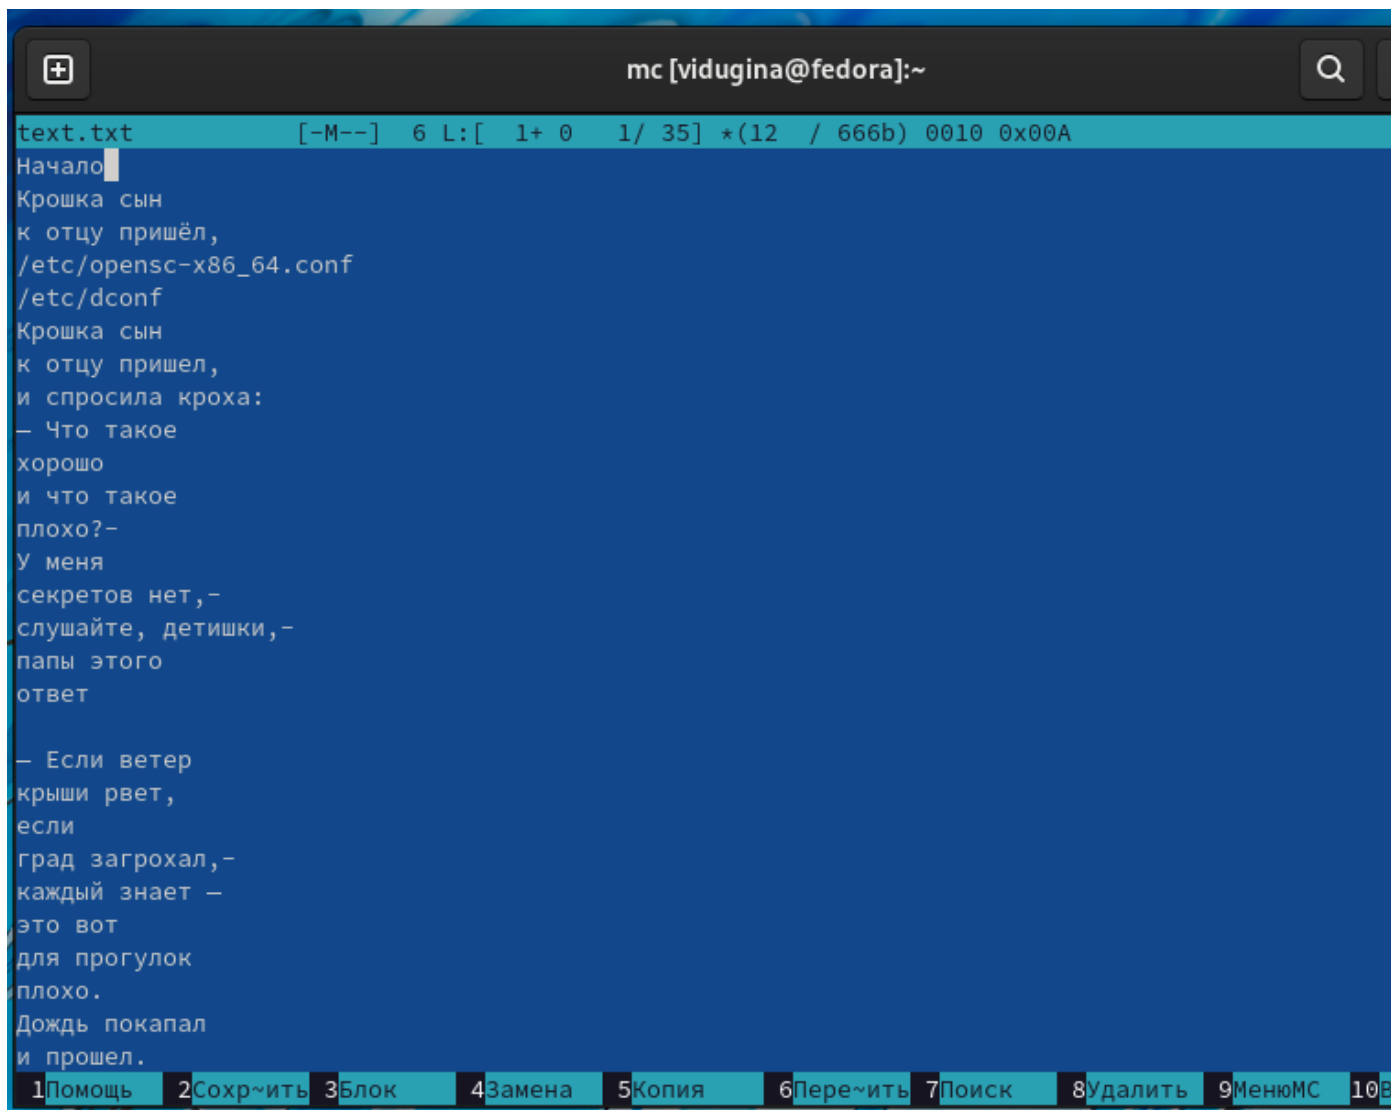 mc [vidugina@fedora]:~
text.txt [-M--] 6 L:[ 1+ 0 1/ 35] *(12 / 666b) 0010 0x00A
Начало
Крошка сын
к отцу пришёл,
/etc/opensc-x86_64.conf
/etc/dconf
Крошка сын
к отцу пришел,
и спросила кроха:
— Что такое
хорошо
и что такое
плохо?-
У меня
секретов нет,-
слушайте, детишки,-
папы этого
ответ
— Если ветер
крыши рвет,
если
град загрохал,-
каждый знает —
это вот
для прогулок
плохо.
Дождь покапал
и прошел.
1Помощь 2Сохр~ить 3Блок 4Замена 5Копия 6Пере~ить 7Поиск 8Удалить 9МенюМС 10